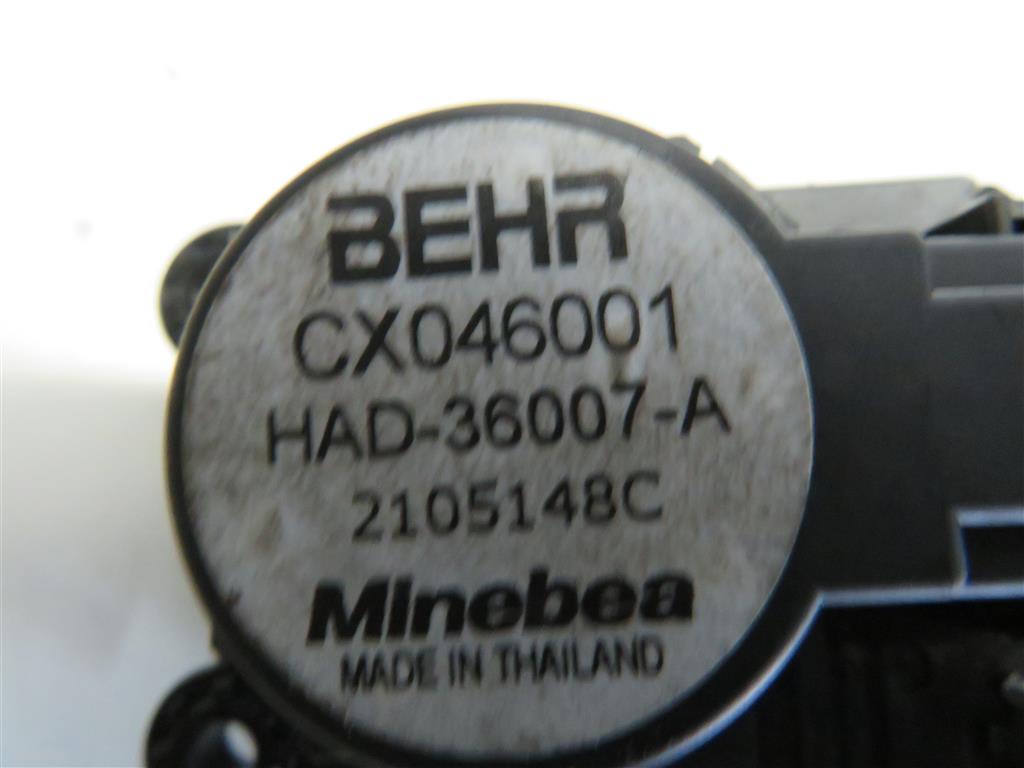 BEHR
CX046001
HAD-36007-A
2105148C
Minebea
MADE IN THAILAND